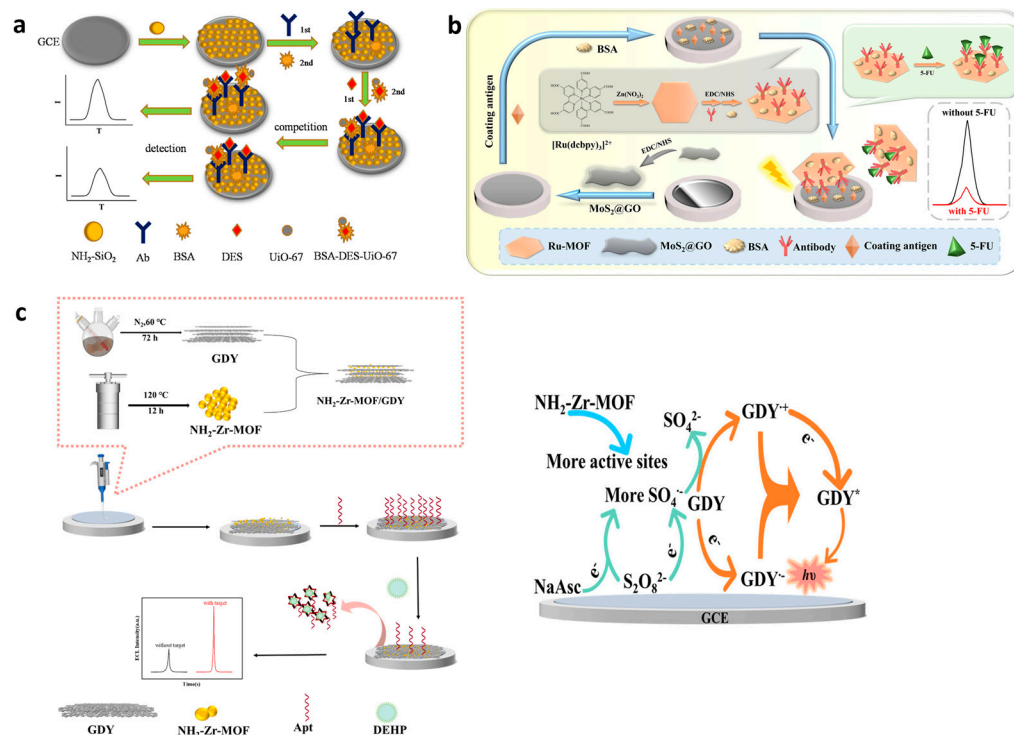 a
GCE
1st
2nd
1st
2nd
I
T
competition
detection
I
T
NH₂-SiO₂ Ab BSA DES UiO-67 BSA-DES-UiO-67
b
Coating antigen
BSA
5-FU
Zn(NO₃)₂
EDC/NHS
[Ru(dcbpy)₃]²⁺
EDC/NHS
MoS₂@GO
without 5-FU
with 5-FU
Ru-MOF MoS₂@GO BSA Antibody Coating antigen 5-FU
c
N₂,60 °C
72 h
GDY
NH₂-Zr-MOF/GDY
120 °C
12 h
NH₂-Zr-MOF
ECL Intensity(a.u.)
with target
without target
Time(s)
GDY NH₂-Zr-MOF Apt DEHP
NH₂-Zr-MOF
More active sites
SO₄²⁻
GDY·⁺
e⁻
More SO₄·⁻
GDY
GDY*
e⁻
e⁻
e⁻
NaAsc
S₂O₈²⁻
GDY·⁻
hυ
GCE